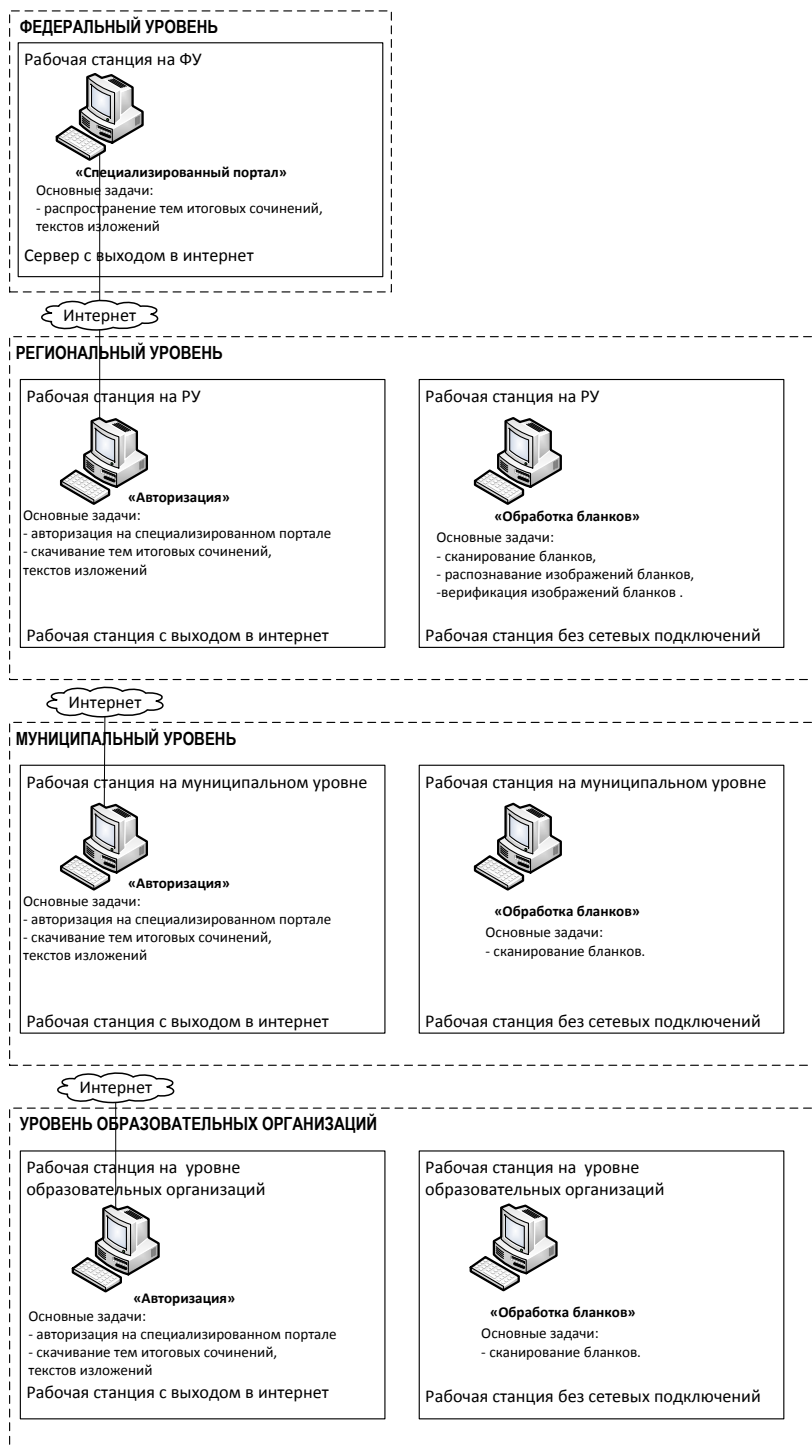 ФЕДЕРАЛЬНЫЙ УРОВЕНЬ
Рабочая станция на ФУ
«Специализированный портал»
Основные задачи:
- распространение тем итоговых сочинений,
текстов изложений
Сервер с выходом в интернет
Интернет
РЕГИОНАЛЬНЫЙ УРОВЕНЬ
Рабочая станция на РУ
«Авторизация»
Основные задачи:
- авторизация на специализированном портале
- скачивание тем итоговых сочинений,
текстов изложений
Рабочая станция с выходом в интернет
Рабочая станция на РУ
«Обработка бланков»
Основные задачи:
- сканирование бланков,
- распознавание изображений бланков,
-верификация изображений бланков .
Рабочая станция без сетевых подключений
Интернет
МУНИЦИПАЛЬНЫЙ УРОВЕНЬ
Рабочая станция на муниципальном уровне
«Авторизация»
Основные задачи:
- авторизация на специализированном портале
- скачивание тем итоговых сочинений,
текстов изложений
Рабочая станция с выходом в интернет
Рабочая станция на муниципальном уровне
«Обработка бланков»
Основные задачи:
- сканирование бланков.
Рабочая станция без сетевых подключений
Интернет
УРОВЕНЬ ОБРАЗОВАТЕЛЬНЫХ ОРГАНИЗАЦИЙ
Рабочая станция на уровне
образовательных организаций
«Авторизация»
Основные задачи:
- авторизация на специализированном портале
- скачивание тем итоговых сочинений,
текстов изложений
Рабочая станция с выходом в интернет
Рабочая станция на уровне
образовательных организаций
«Обработка бланков»
Основные задачи:
- сканирование бланков.
Рабочая станция без сетевых подключений